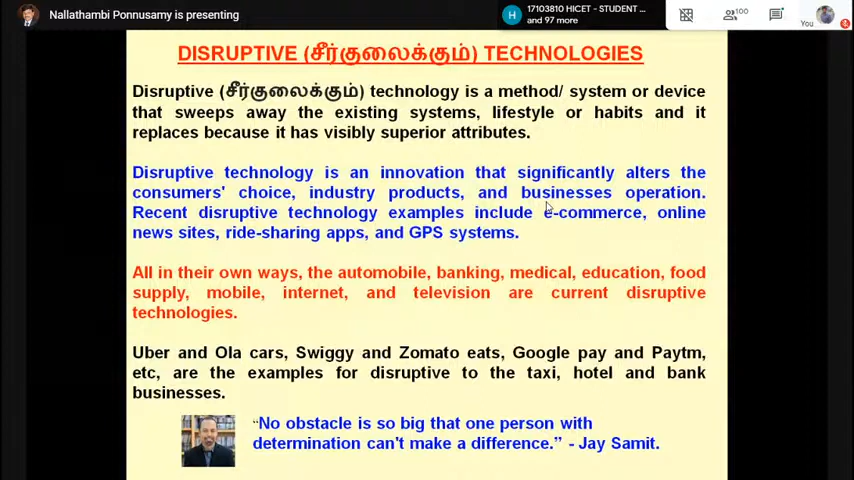 Nallathambi Ponnusamy is presenting
17103810 HICET - STUDENT ...
and 97 more
H
100
You
DISRUPTIVE (சீர்குலைக்கும்) TECHNOLOGIES
Disruptive (சீர்குலைக்கும்) technology is a method/ system or device
that sweeps away the existing systems, lifestyle or habits and it
replaces because it has visibly superior attributes.
Disruptive technology is an innovation that significantly alters the
consumers' choice, industry products, and businesses operation.
Recent disruptive technology examples include e-commerce, online
news sites, ride-sharing apps, and GPS systems.
All in their own ways, the automobile, banking, medical, education, food
supply, mobile, internet, and television are current disruptive
technologies.
Uber and Ola cars, Swiggy and Zomato eats, Google pay and Paytm,
etc, are the examples for disruptive to the taxi, hotel and bank
businesses.
“No obstacle is so big that one person with
determination can't make a difference.” - Jay Samit.